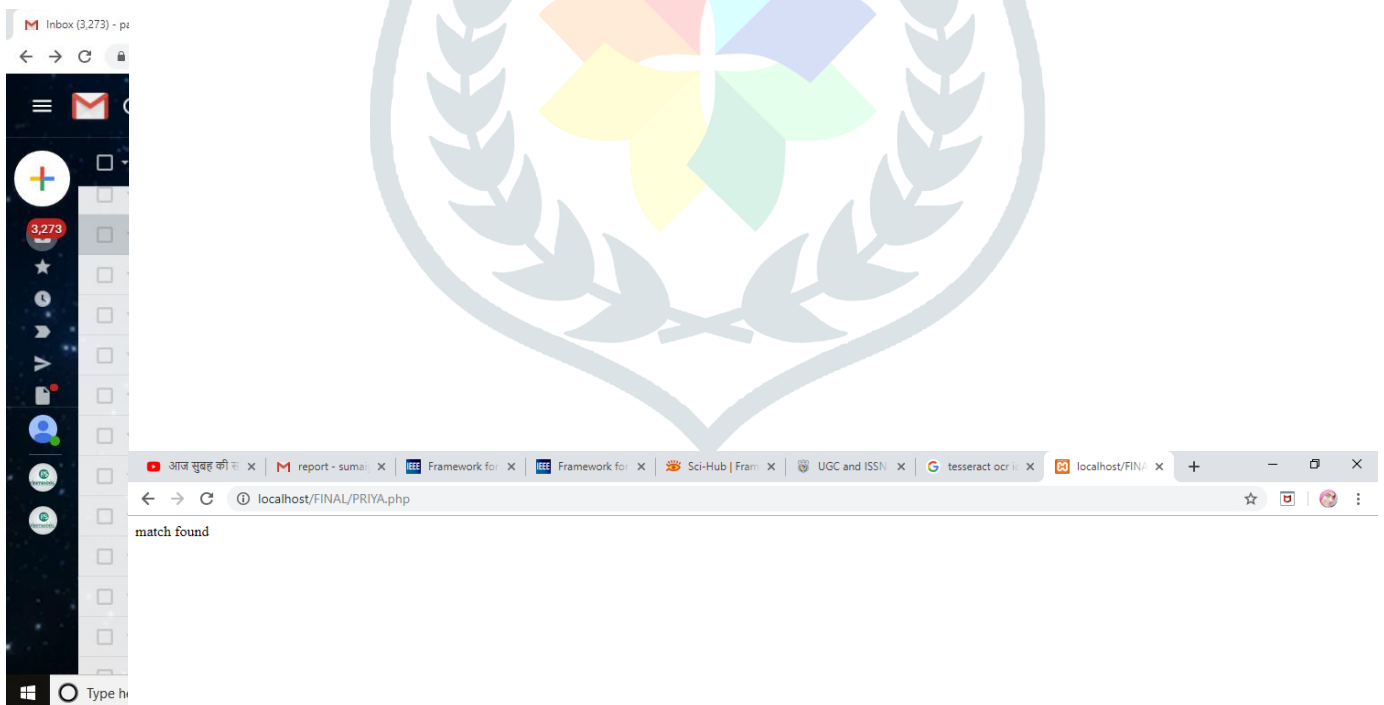 Inbox (3,273) - pa
3,273
Type he
आज सुबह की
report - sumai
Framework for
Framework for
Sci-Hub | Fram
UGC and ISSN
tesseract ocr ic
localhost/FINA
localhost/FINAL/PRIYA.php
match found